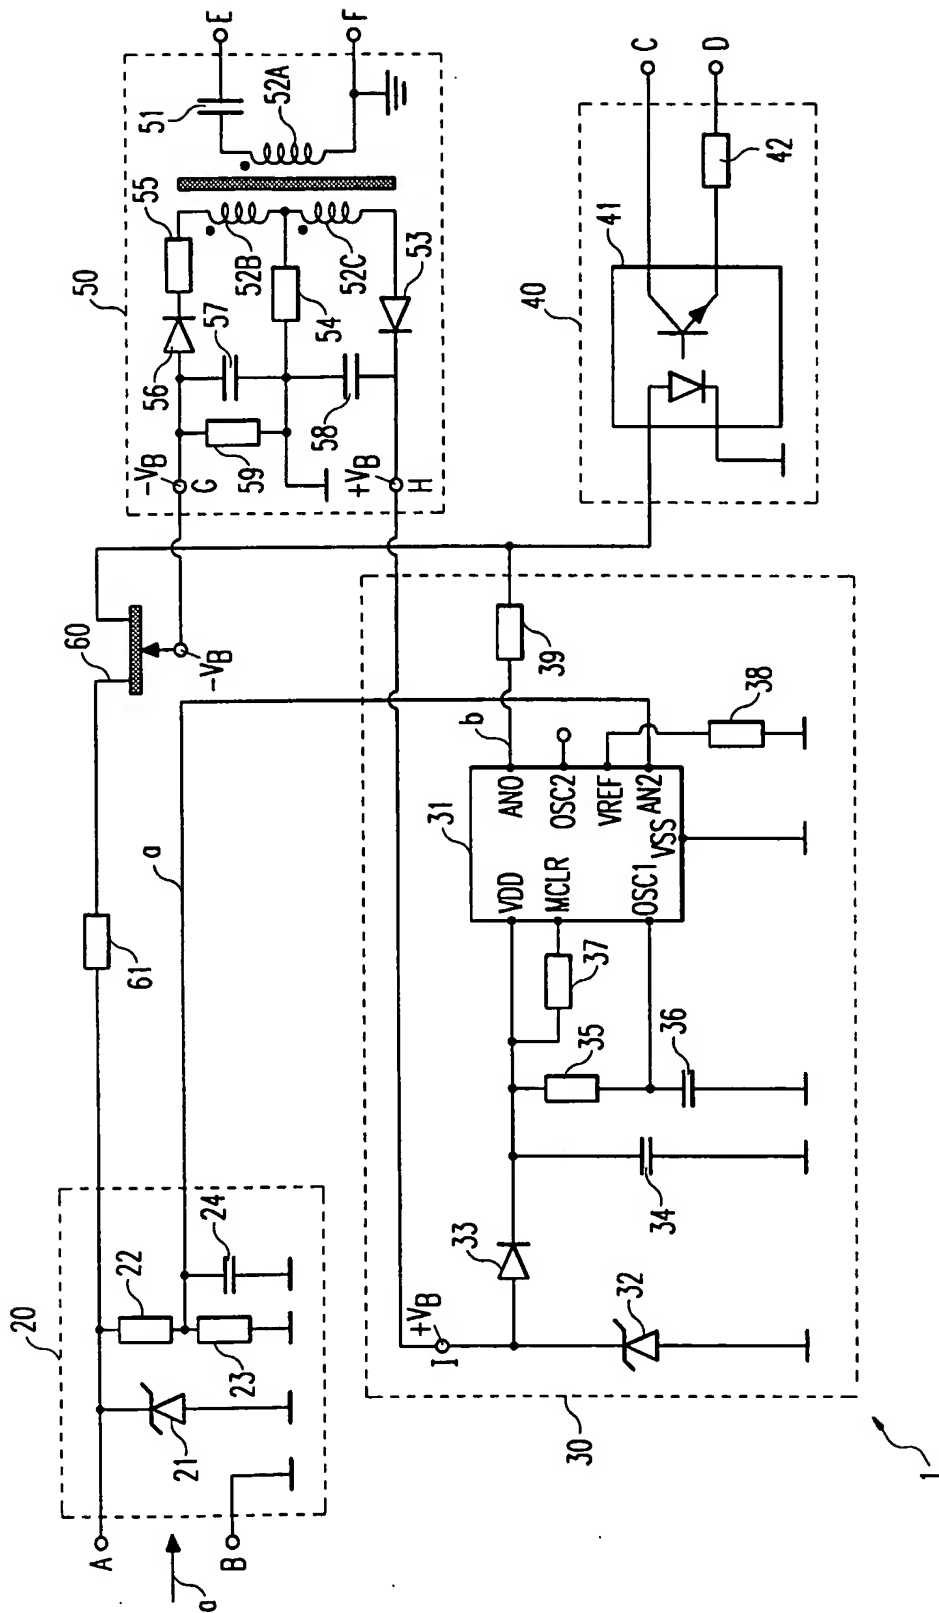 E
F
51
52A
50
55
52B
52C
53
54
56
57
58
59
-VB
G
+VB
H
C
D
40
41
42
60
-VB
61
a
b
39
38
31
VDD
MCLR
OSC1
VSS
AN0
OSC2
VREF
AN2
37
35
36
34
33
32
+VB
I
30
20
22
24
23
21
A
B
a
1